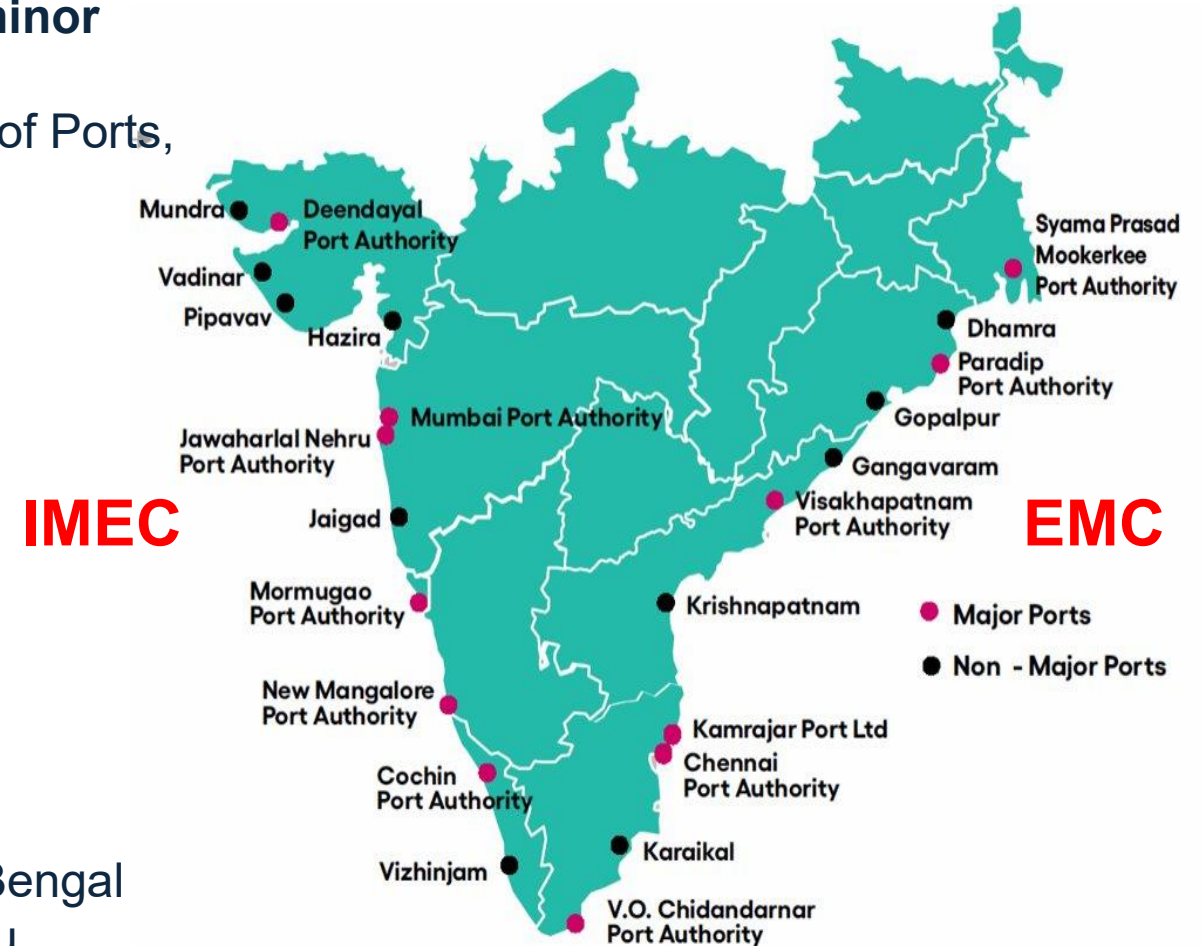 inor
of Ports,
Mundra
Deendayal
Port Authority
Vadinar
Pipavav
Hazira
Mumbai Port Authority
Jawaharlal Nehru
Port Authority
Jaigad
IMEC
Mormugao
Port Authority
New Mangalore
Port Authority
Cochin
Port Authority
Vizhinjam
Syama Prasad
Mookerkee
Port Authority
Dhamra
Paradip
Port Authority
Gopalpur
Gangavaram
Visakhapatnam
Port Authority
EMC
Krishnapatnam
Major Ports
Non - Major Ports
Kamrajar Port Ltd
Chennai
Port Authority
Karaikal
V.O. Chidandarnar
Port Authority
Bengal